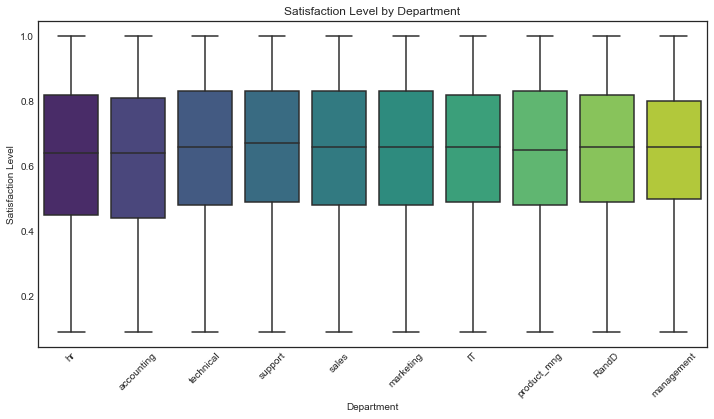 Satisfaction Level by Department
Satisfaction Level
1.0
0.8
0.6
0.4
0.2
hr
accounting
technical
support
sales
marketing
IT
product_mng
RandD
management
Department